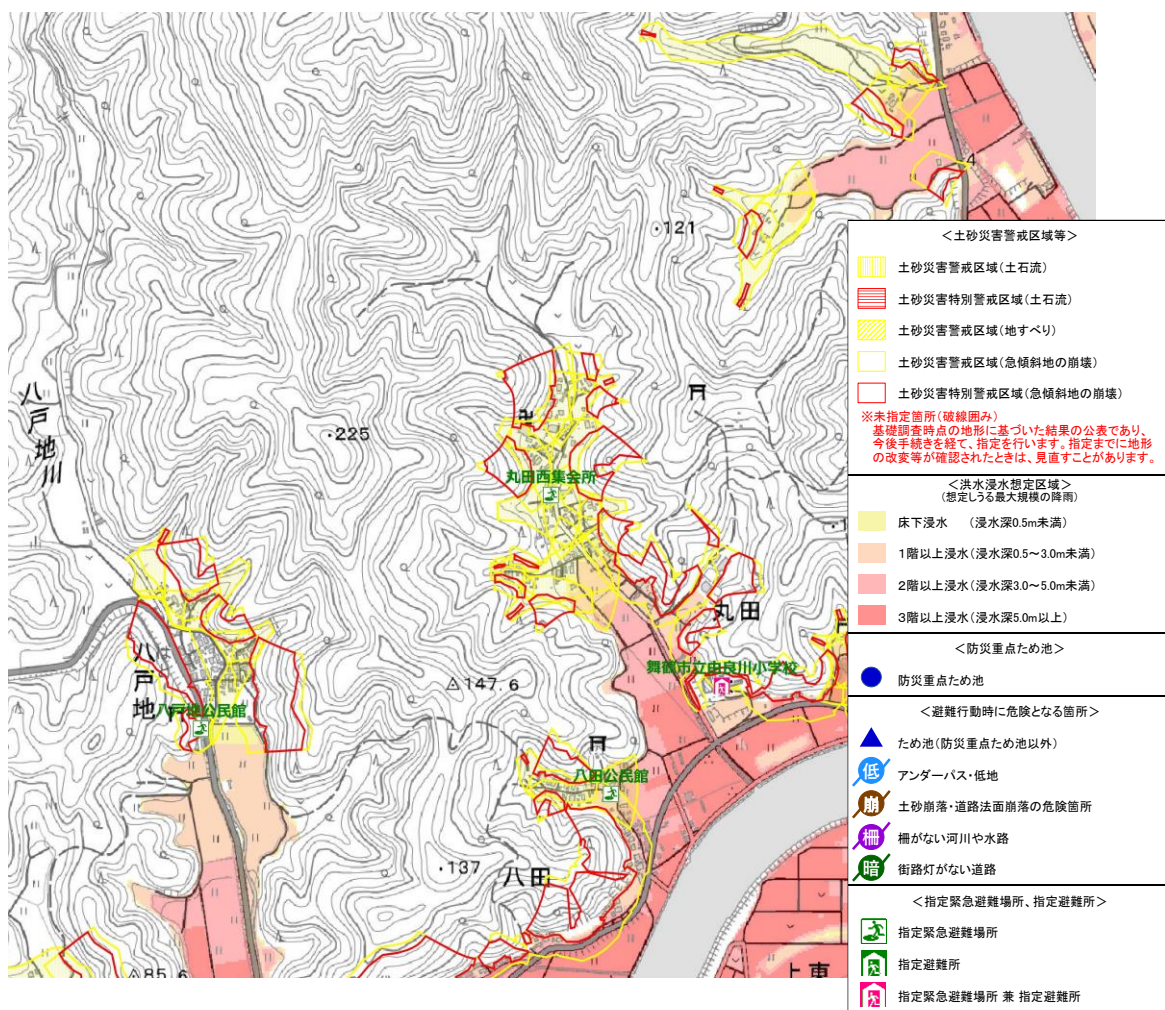 4
・121
八戸地川
・225
丸田西集会所
丸田
舞鶴市立由良川小学校
八戸地
八戸地公民館
△147.6
八田公民館
・137
八田
△85.6
上東
＜土砂災害警戒区域等＞
土砂災害警戒区域(土石流)
土砂災害特別警戒区域(土石流)
土砂災害警戒区域(地すべり)
土砂災害警戒区域(急傾斜地の崩壊)
土砂災害特別警戒区域(急傾斜地の崩壊)
※未指定箇所(破線囲み)
基礎調査時点の地形に基づいた結果の公表であり、
今後手続きを経て、指定を行います。指定までに地形
の改変等が確認されたときは、見直すことがあります。
＜洪水浸水想定区域＞
(想定しうる最大規模の降雨)
床下浸水　(浸水深0.5m未満)
1階以上浸水(浸水深0.5～3.0m未満)
2階以上浸水(浸水深3.0～5.0m未満)
3階以上浸水(浸水深5.0m以上)
＜防災重点ため池＞
防災重点ため池
＜避難行動時に危険となる箇所＞
ため池(防災重点ため池以外)
低 アンダーパス・低地
崩 土砂崩落・道路法面崩落の危険箇所
柵 柵がない河川や水路
暗 街路灯がない道路
＜指定緊急避難場所、指定避難所＞
指定緊急避難場所
指定避難所
指定緊急避難場所 兼 指定避難所